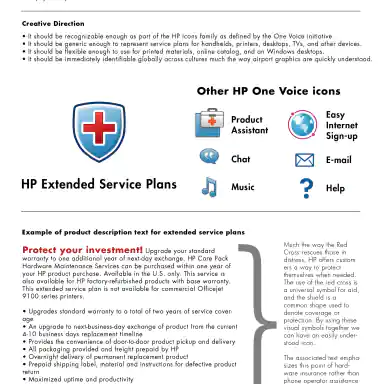 Creative Direction
• It should be recognizable enough as part of the HP icons family as defined by the One Voice initiative
• It should be generic enough to represent service plans for handhelds, printers, desktops, TVs, and other devices.
• It should be flexible enough to use for printed materials, online catalog, and on Windows desktops.
• It should be immediately identifiable globally across cultures much the way airport graphics are quickly understood.
Other HP One Voice icons
Product
Assistant
Easy
Internet
Sign-up
Chat
E-mail
Music
Help
HP Extended Service Plans
Example of product description text for extended service plans
Protect your investment! Upgrade your standard
warranty to one additional year of next-day exchange. HP Care Pack
Hardware Maintenance Services can be purchased within one year of
your HP product purchase. Available in the U.S. only. This service is
also available for HP factory-refurbished products with base warranty.
This extended service plan is not available for commercial Officejet
9100 series printers.
• Upgrades standard warranty to a total of two years of service cover
age
• An upgrade to next-business-day exchange of product from the current
4-10 business days replacement timeline
• Provides the convenience of door-to-door product pickup and delivery
• All packaging provided and freight prepaid by HP
• Overnight delivery of permanent replacement product
• Prepaid shipping label, material and instructions for defective product
return
• Maximized uptime and productivity
Much the way the Red
Cross rescues those in
distress, HP offers custom
ers a way to protect
themselves when needed.
The use of the red cross is
a universal symbol for aid,
and the shield is a
common shape used to
denote coverage or
protection. By using these
visual symbols together we
can have an easily under-
stood icon.
The associated text empha
sizes this point of hard-
ware insurance rather than
phone operator assistance